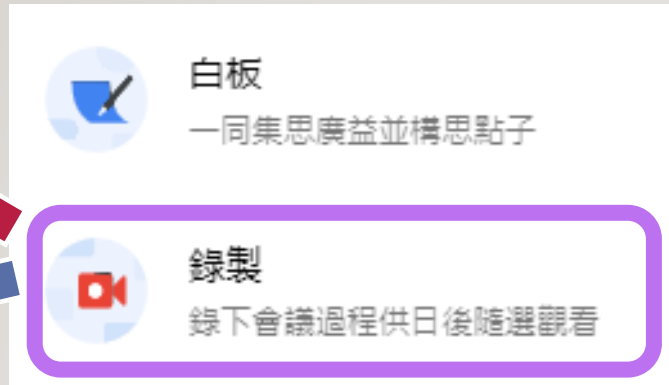 白板
一同集思廣益並構思點子
錄製
錄下會議過程供日後隨選觀看